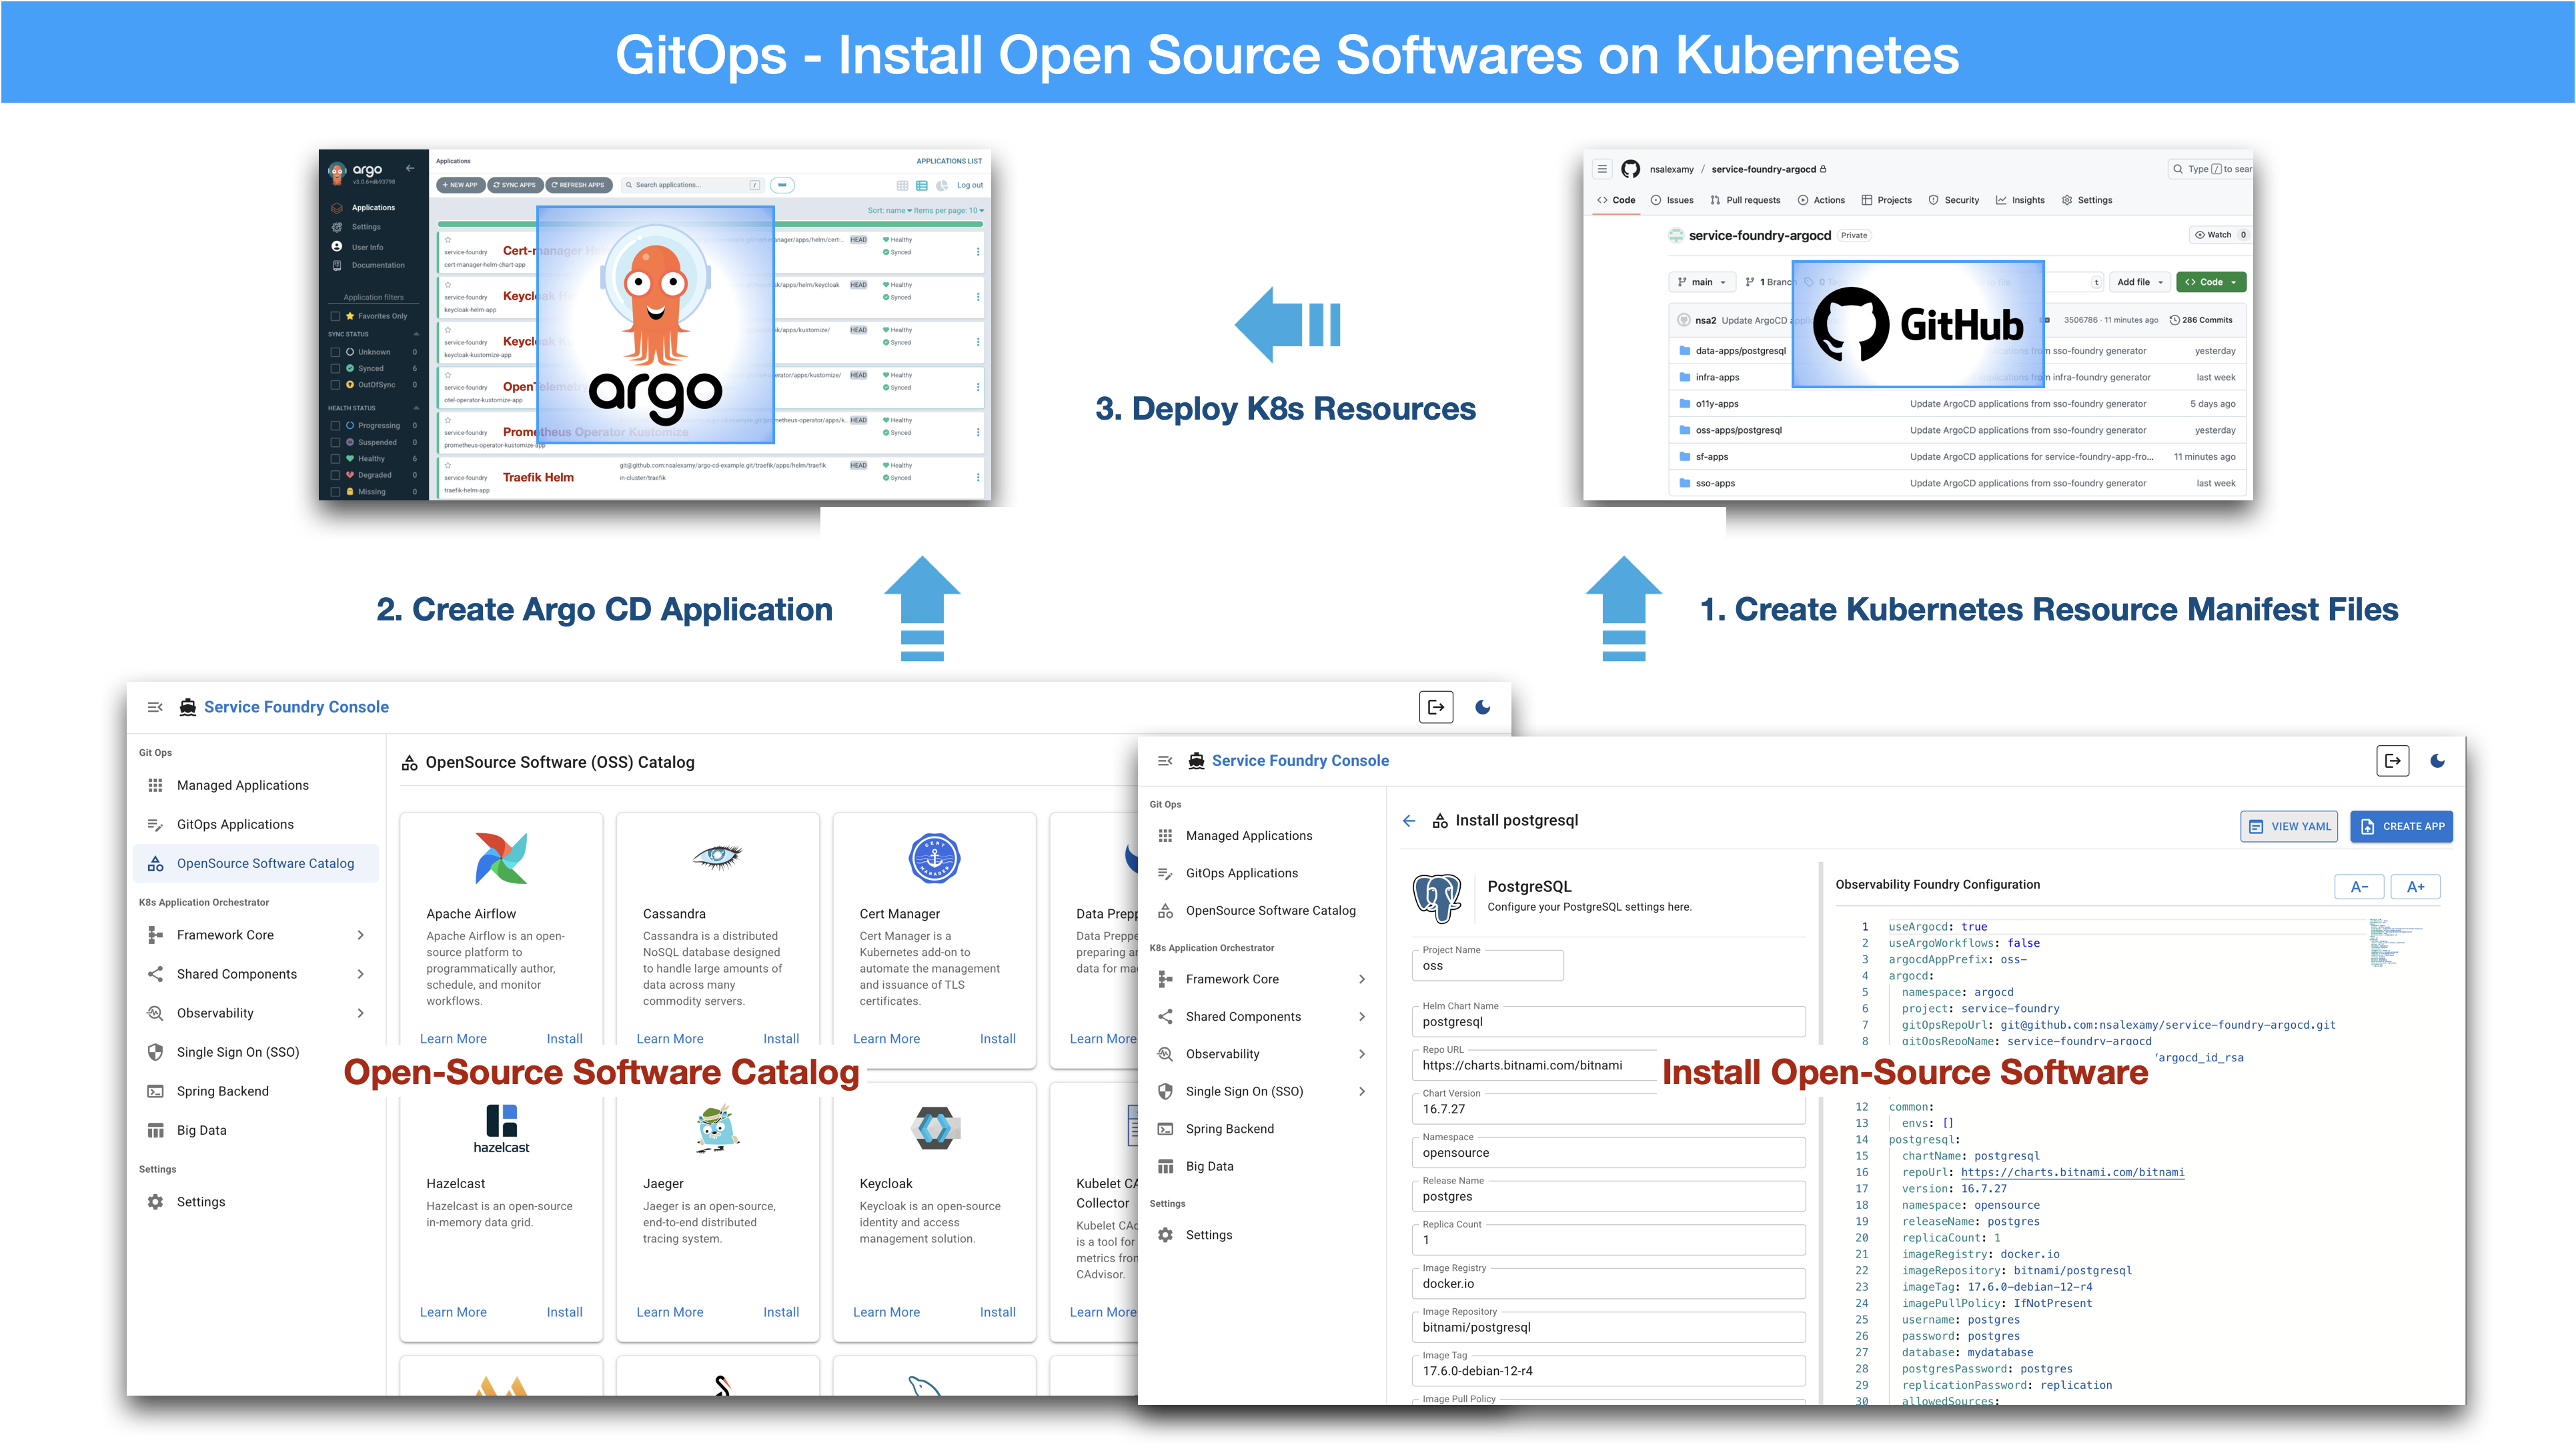 GitOps - Install Open Source Softwares on Kubernetes
argo
v3.0.6+db93798
Applications
Settings
User Info
Documentation
Application filters
Favorites Only
SYNC STATUS
Unknown 0
Synced 6
OutOfSync 0
HEALTH STATUS
Progressing 0
Suspended 0
Healthy 6
Degraded 0
Missing 0
Applications
APPLICATIONS LIST
+ NEW APP
SYNC APPS
REFRESH APPS
Search applications...
/
Log out
Sort: name
Items per page: 10
service-foundry
Cert-manager
HEAD
Healthy
Synced
cert-manager-helm-chart-app
service-foundry
Keycloak
HEAD
Healthy
Synced
keycloak-helm-app
service-foundry
HEAD
Healthy
Synced
keycloak-kustomize-app
service-foundry
OpenTelemetry
HEAD
Healthy
Synced
otel-operator-kustomize-app
service-foundry
Prometheus Operator Kustomize
HEAD
Healthy
Synced
prometheus-operator-kustomize-app
service-foundry
Traefik Helm
git@github.com:nsalexamy/argo-cd-example.git/traefik/apps/helm/traefik
in-cluster/traefik
HEAD
Healthy
Synced
traefik-helm-app
argo
3. Deploy K8s Resources
nsalexamy / service-foundry-argocd
Type / to sear
Code
Issues
Pull requests
Actions
Projects
Security
Insights
Settings
service-foundry-argocd
Private
Watch 0
main
1 Branch
t
Add file
Code
nsa2 Update ArgoCD
3506786 · 11 minutes ago
286 Commits
data-apps/postgresql
from sso-foundry generator
yesterday
infra-apps
from infra-foundry generator
last week
o11y-apps
Update ArgoCD applications from sso-foundry generator
5 days ago
oss-apps/postgresql
Update ArgoCD applications from sso-foundry generator
yesterday
sf-apps
Update ArgoCD applications for service-foundry-app-fro...
11 minutes ago
sso-apps
Update ArgoCD applications from sso-foundry generator
last week
GitHub
2. Create Argo CD Application
1. Create Kubernetes Resource Manifest Files
Service Foundry Console
Git Ops
Managed Applications
GitOps Applications
OpenSource Software Catalog
K8s Application Orchestrator
Framework Core
Shared Components
Observability
Single Sign On (SSO)
Spring Backend
Big Data
Settings
Settings
OpenSource Software (OSS) Catalog
Apache Airflow
Apache Airflow is an open-
source platform to
programmatically author,
schedule, and monitor
workflows.
Learn More
Install
Cassandra
Cassandra is a distributed
NoSQL database designed
to handle large amounts of
data across many
commodity servers.
Learn More
Install
CERT
MANAGER
Cert Manager
Cert Manager is a
Kubernetes add-on to
automate the management
and issuance of TLS
certificates.
Learn More
Install
Data Prepp
Data Preppe
preparing an
data for ma
Learn More
Open-Source Software Catalog
hazelcast
Hazelcast
Hazelcast is an open-source
in-memory data grid.
Learn More
Install
Jaeger
Jaeger is an open-source,
end-to-end distributed
tracing system.
Learn More
Install
Keycloak
Keycloak is an open-source
identity and access
management solution.
Learn More
Install
Kubelet CA
Collector
Kubelet CAd
is a tool for
metrics from
CAdvisor.
Learn More
Service Foundry Console
Git Ops
Managed Applications
GitOps Applications
OpenSource Software Catalog
K8s Application Orchestrator
Framework Core
Shared Components
Observability
Single Sign On (SSO)
Spring Backend
Big Data
Settings
Settings
Install postgresql
VIEW YAML
CREATE APP
PostgreSQL
Configure your PostgreSQL settings here.
Project Name
oss
Helm Chart Name
postgresql
Repo URL
https://charts.bitnami.com/bitnami
Chart Version
16.7.27
Namespace
opensource
Release Name
postgres
Replica Count
1
Image Registry
docker.io
Image Repository
bitnami/postgresql
Image Tag
17.6.0-debian-12-r4
Image Pull Policy
Install Open-Source Software
Observability Foundry Configuration
A-
A+
1 useArgocd: true
2 useArgoWorkflows: false
3 argocdAppPrefix: oss-
4 argocd:
5 namespace: argocd
6 project: service-foundry
7 gitOpsRepoUrl: git@github.com:nsalexamy/service-foundry-argocd.git
8 gitOpsRepoName: service-foundry-argocd
/argocd_id_rsa
12 common:
13 envs: []
14 postgresql:
15 chartName: postgresql
16 repoUrl: https://charts.bitnami.com/bitnami
17 version: 16.7.27
18 namespace: opensource
19 releaseName: postgres
20 replicaCount: 1
21 imageRegistry: docker.io
22 imageRepository: bitnami/postgresql
23 imageTag: 17.6.0-debian-12-r4
24 imagePullPolicy: IfNotPresent
25 username: postgres
26 password: postgres
27 database: mydatabase
28 postgresPassword: postgres
29 replicationPassword: replication
30 allowedSources: